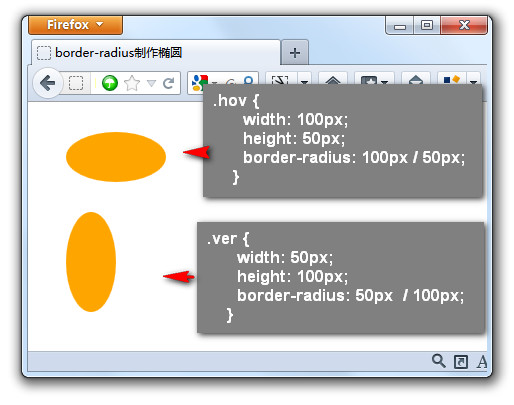 Firefox
border-radius制作椭圆
.hov {
width: 100px;
height: 50px;
border-radius: 100px / 50px;
}
.ver {
width: 50px;
height: 100px;
border-radius: 50px / 100px;
}
A